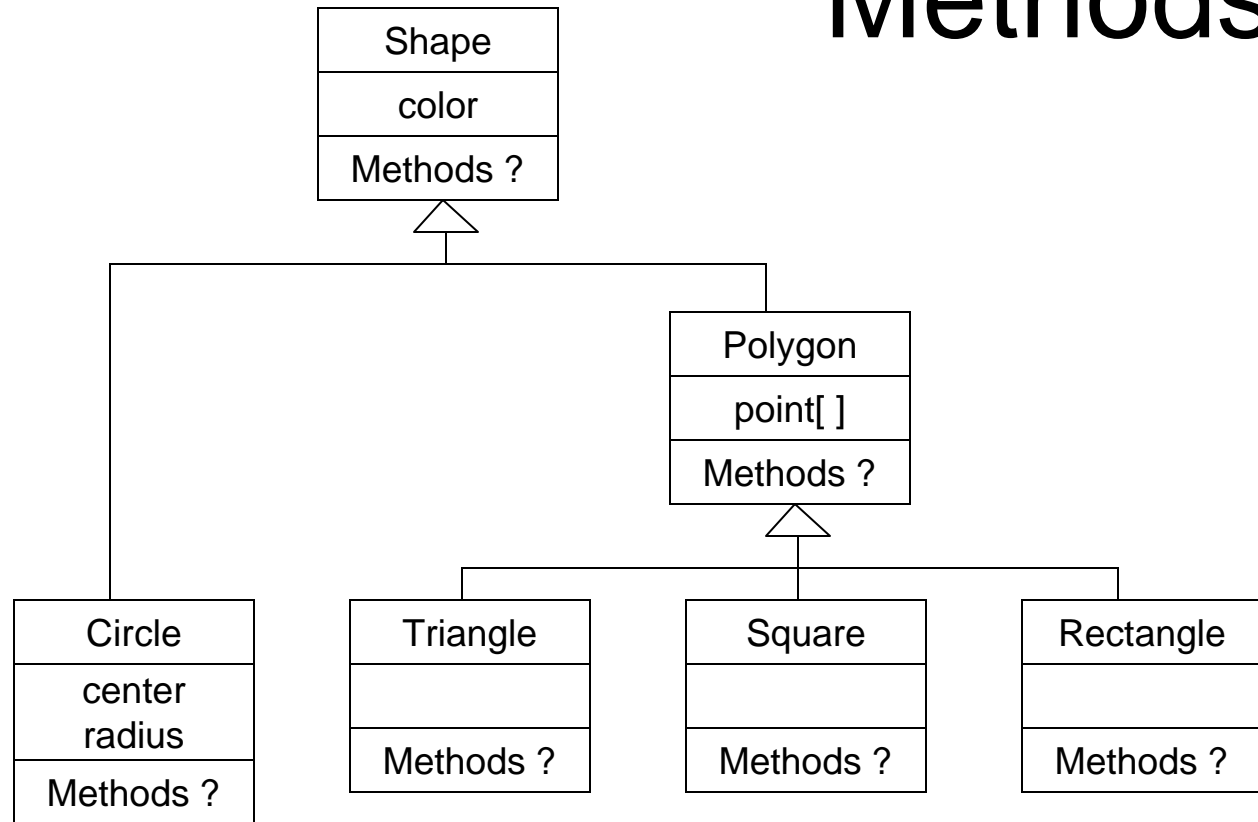 Methods
Shape
color
Methods ?
Polygon
point[ ]
Methods ?
Circle
center
radius
Methods ?
Triangle
Methods ?
Square
Methods ?
Rectangle
Methods ?